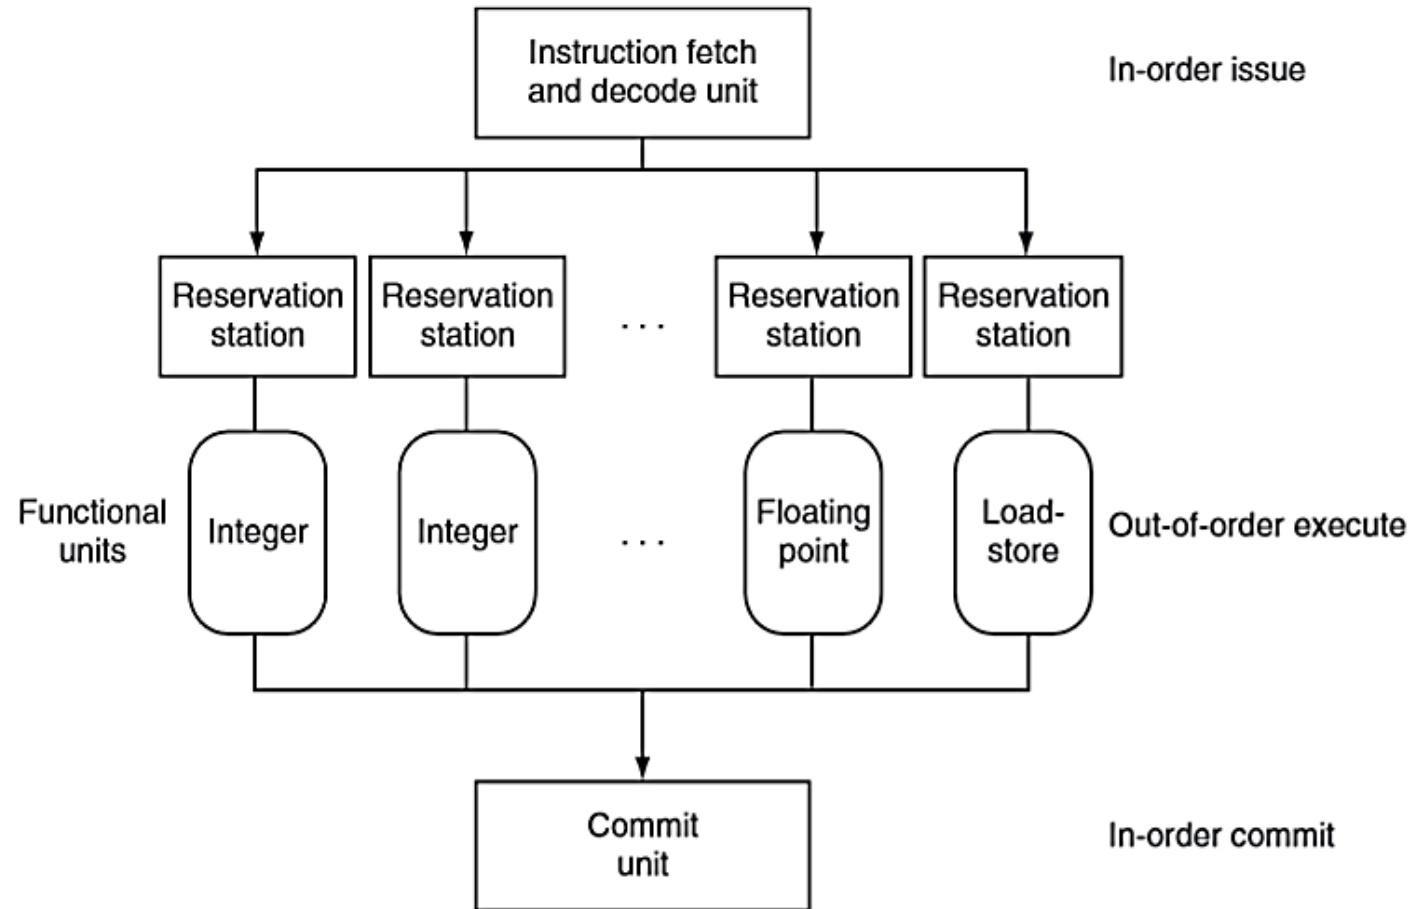 Instruction fetch
and decode unit
In-order issue
Reservation
station
Reservation
station
. . .
Reservation
station
Reservation
station
Functional
units
Integer
Integer
. . .
Floating
point
Load-
store
Out-of-order execute
Commit
unit
In-order commit